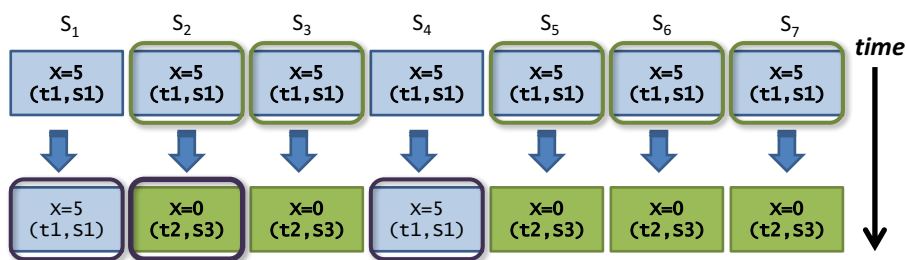 S1 S2 S3 S4 S5 S6 S7
time
x=5 x=5 x=5 x=5 x=5 x=5 x=5
(t1,s1) (t1,s1) (t1,s1) (t1,s1) (t1,s1) (t1,s1) (t1,s1)
x=5 x=0 x=0 x=5 x=0 x=0 x=0
(t1,s1) (t2,s3) (t2,s3) (t1,s1) (t2,s3) (t2,s3) (t2,s3)